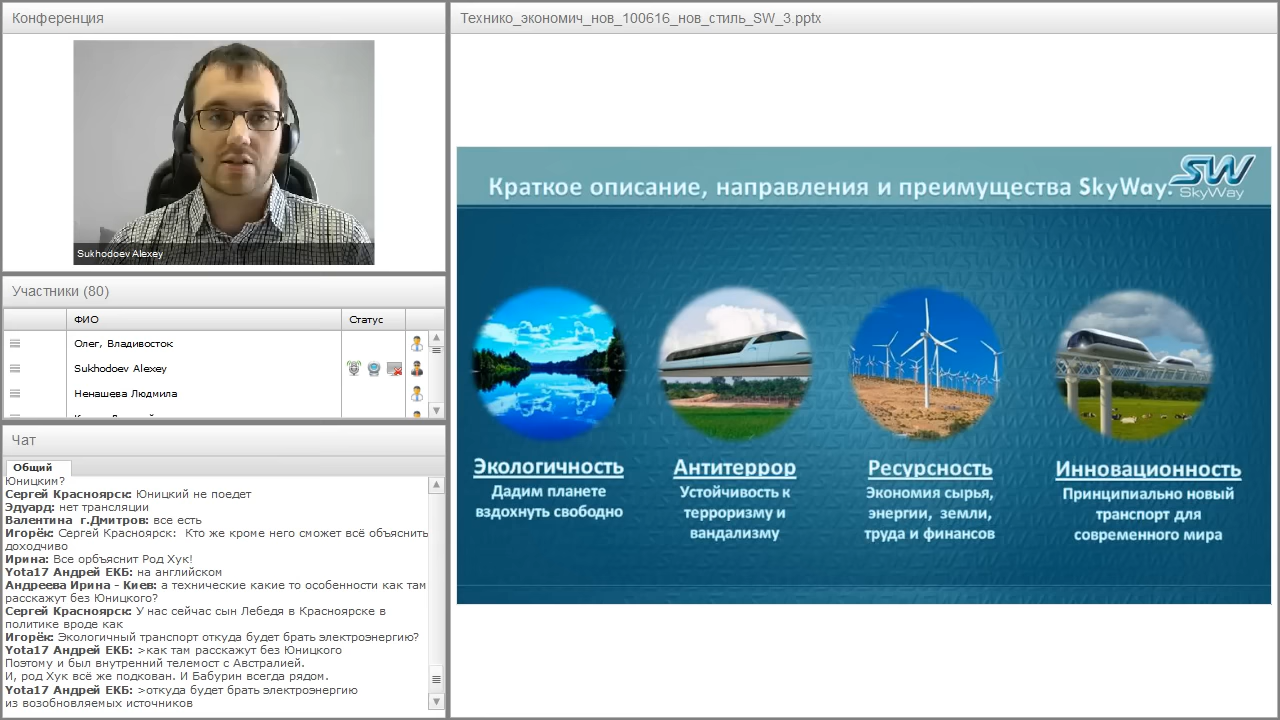 Конференция
Sukhodoev Alexey
Участники (80)
ФИО
Статус
Олег, Владивосток
Sukhodoev Alexey
Ненашева Людмила
Чат
Общий
Юницким?
Сергей Красноярск: Юницкий не поедет
Эдуард: нет трансляции
Валентина г.Дмитров: все есть
Игорёк: Сергей Красноярск: Кто же кроме него сможет всё объяснить
доходчиво
Ирина: Все орбъяснит Род Хук!
Yota17 Андрей ЕКБ: на английском
Андреева Ирина - Киев: а технические какие то особенности как там
расскажут без Юницкого?
Сергей Красноярск: У нас сейчас сын Лебедя в Красноярске в
политике вроде как
Игорёк: Экологичный транспорт откуда будет брать электроэнергию?
Yota17 Андрей ЕКБ: >как там расскажут без Юницкого
Поэтому и был внутренний телемост с Австралией.
И, род Хук всё же подкован. И Бабурин всегда рядом.
Yota17 Андрей ЕКБ: >откуда будет брать электроэнергию
из возобновляемых источников
Технико_экономич_нов_100616_нов_стиль_SW_3.pptx
Краткое описание, направления и преимущества SkyWay.
SW
SkyWay
Экологичность
Дадим планете
вздохнуть свободно
Антитеррор
Устойчивость к
терроризму и
вандализму
Ресурсность
Экономия сырья,
энергии, земли,
труда и финансов
Инновационность
Принципиально новый
транспорт для
современного мира